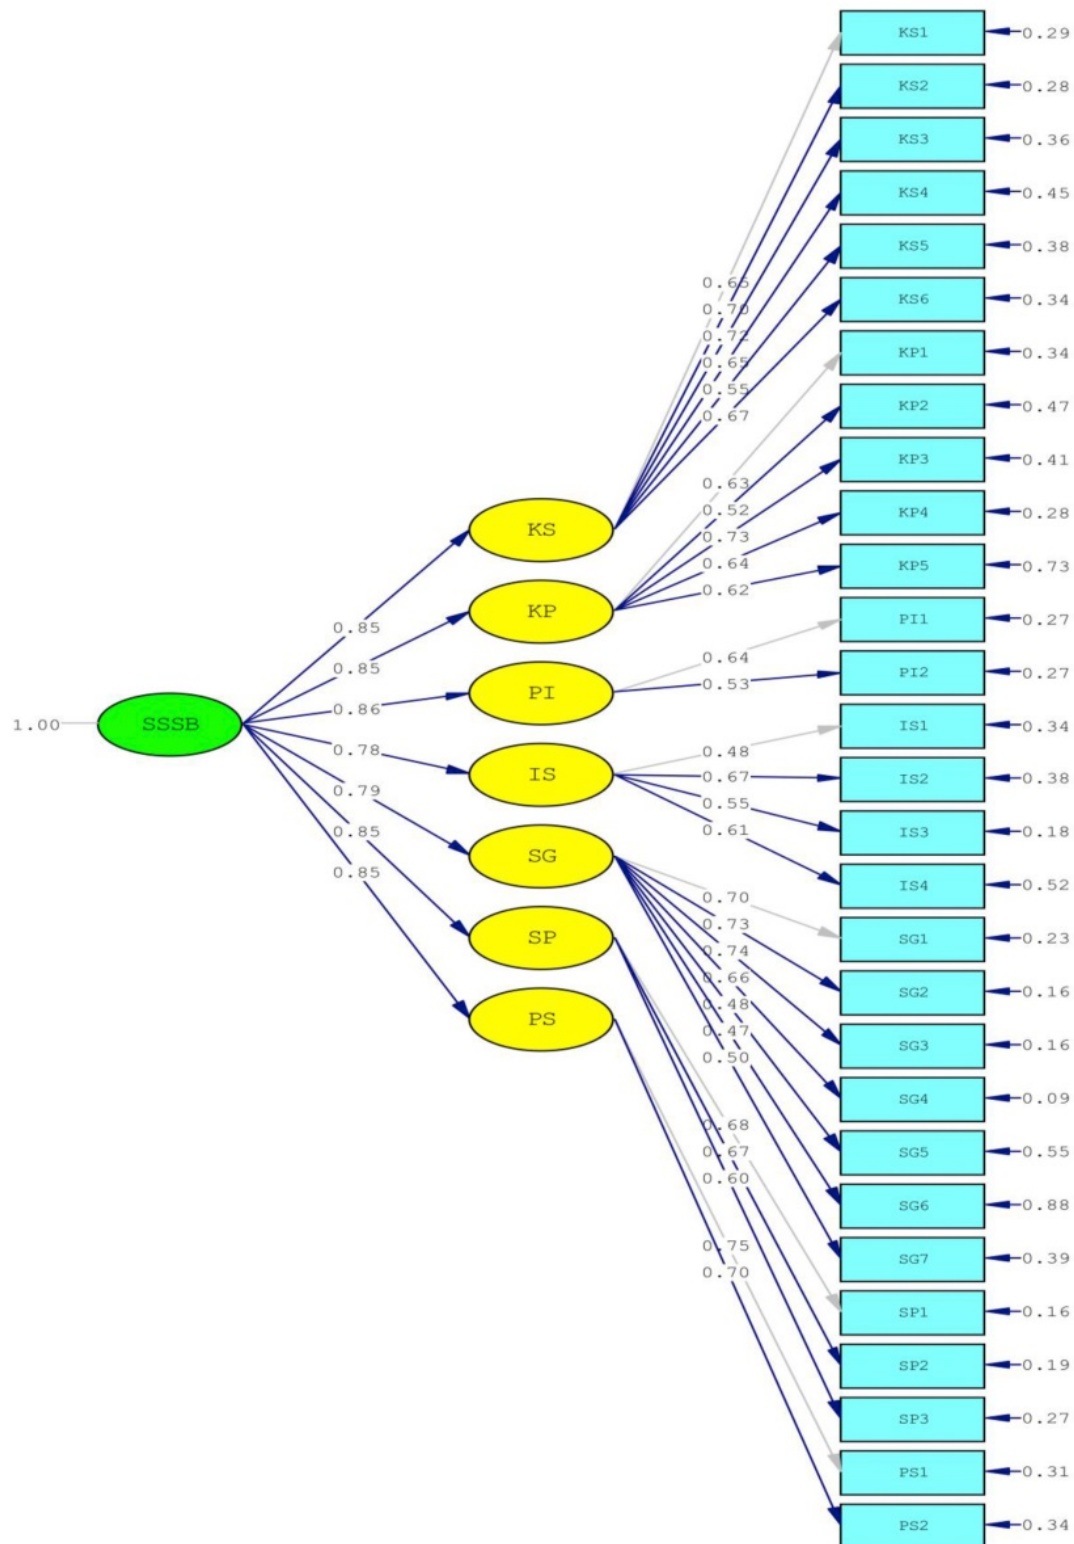 KS1
0.29
KS2
0.28
KS3
0.36
KS4
0.45
KS5
0.38
KS6
0.34
KP1
0.34
KP2
0.47
KP3
0.41
KP4
0.28
KP5
0.73
PI1
0.27
PI2
0.27
IS1
0.34
IS2
0.38
IS3
0.18
IS4
0.52
SG1
0.23
SG2
0.16
SG3
0.16
SG4
0.09
SG5
0.55
SG6
0.88
SG7
0.39
SP1
0.16
SP2
0.19
SP3
0.27
PS1
0.31
PS2
0.34
0.65
0.70
0.72
0.65
0.55
0.67
0.63
0.52
0.73
0.64
0.62
0.64
0.53
0.48
0.67
0.55
0.61
0.70
0.73
0.74
0.66
0.48
0.47
0.50
0.68
0.67
0.60
0.75
0.70
KS
KP
PI
IS
SG
SP
PS
0.85
0.85
0.86
0.78
0.79
0.85
0.85
1.00
SSSB